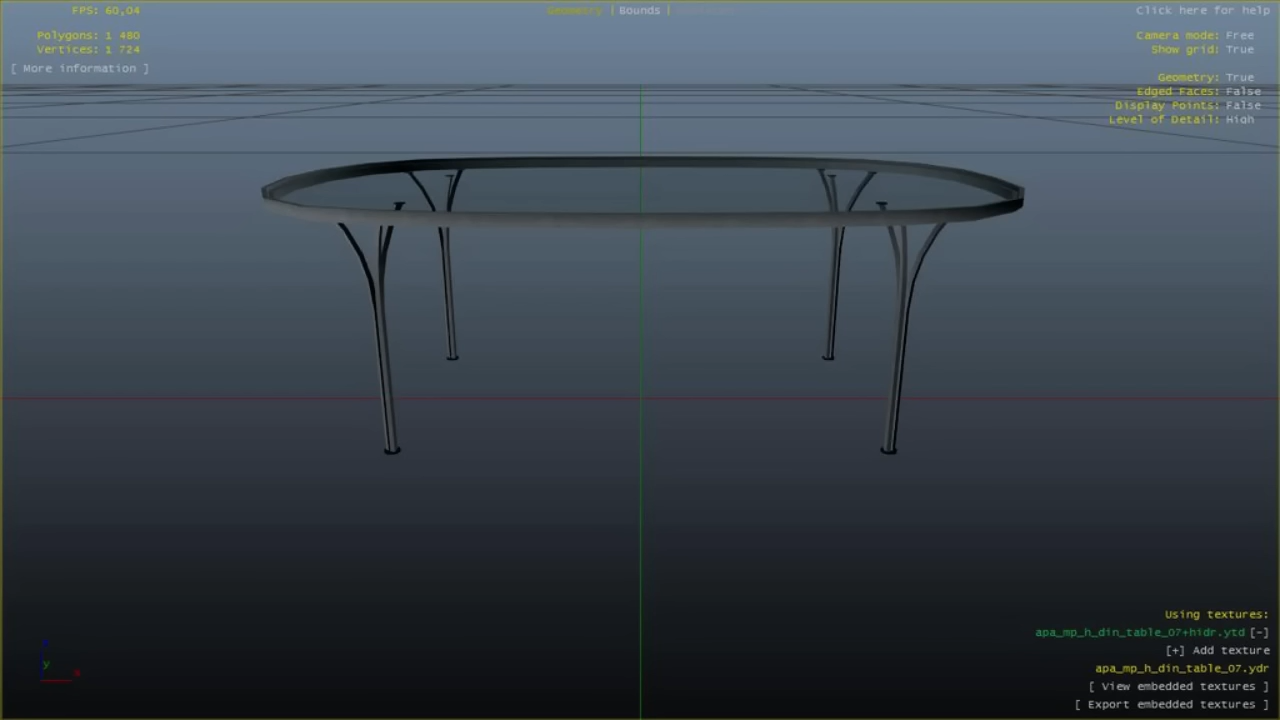 FPS: 60,04
Geometry | Bounds |
Click here for help
Polygons: 1 480
Vertices: 1 724
[ More information ]
Camera mode: Free
Show grid: True
Geometry: True
Edged Faces: False
Display Points: False
Level of Detail: High
Using textures:
apa_mp_h_din_table_07+hidr.ytd [-]
[+] Add texture
apa_mp_h_din_table_07.ydr
[ View embedded textures ]
[ Export embedded textures ]
y
x